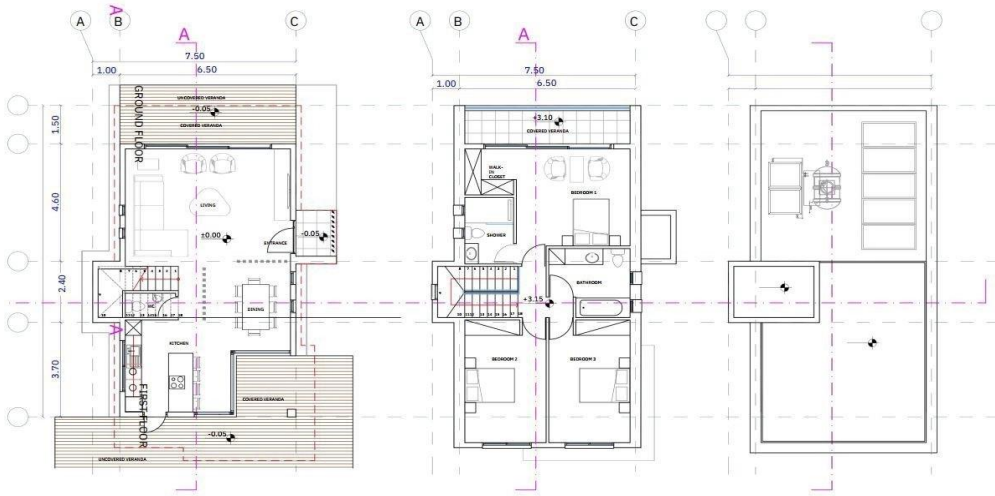 A
B
C
A
A
7.50
1.00
6.50
UNCOVERED VERANDA
-0.05
COVERED VERANDA
GROUND FLOOR
1.50
4.60
2.40
3.70
LIVING
±0.00
ENTRANCE
-0.05
DINING
WC
KITCHEN
A
FIRST FLOOR
COVERED VERANDA
-0.05
UNCOVERED VERANDA
A
B
C
A
7.50
1.00
6.50
+3.10
COVERED VERANDA
WALK-
IN
CLOSET
BEDROOM 1
SHOWER
BATHROOM
+3.15
BEDROOM 2
BEDROOM 3